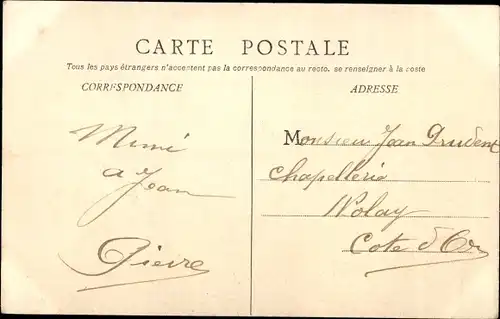 CARTE POSTALE
Tous les pays étrangers n'acceptent pas la correspondance au recto, se renseigner à la poste
CORRESPONDANCE
ADRESSE
Mimi
a Jean
Pierre
Monsieur Jean Prudent
Chapellerie
Nolay
Cote d'Or